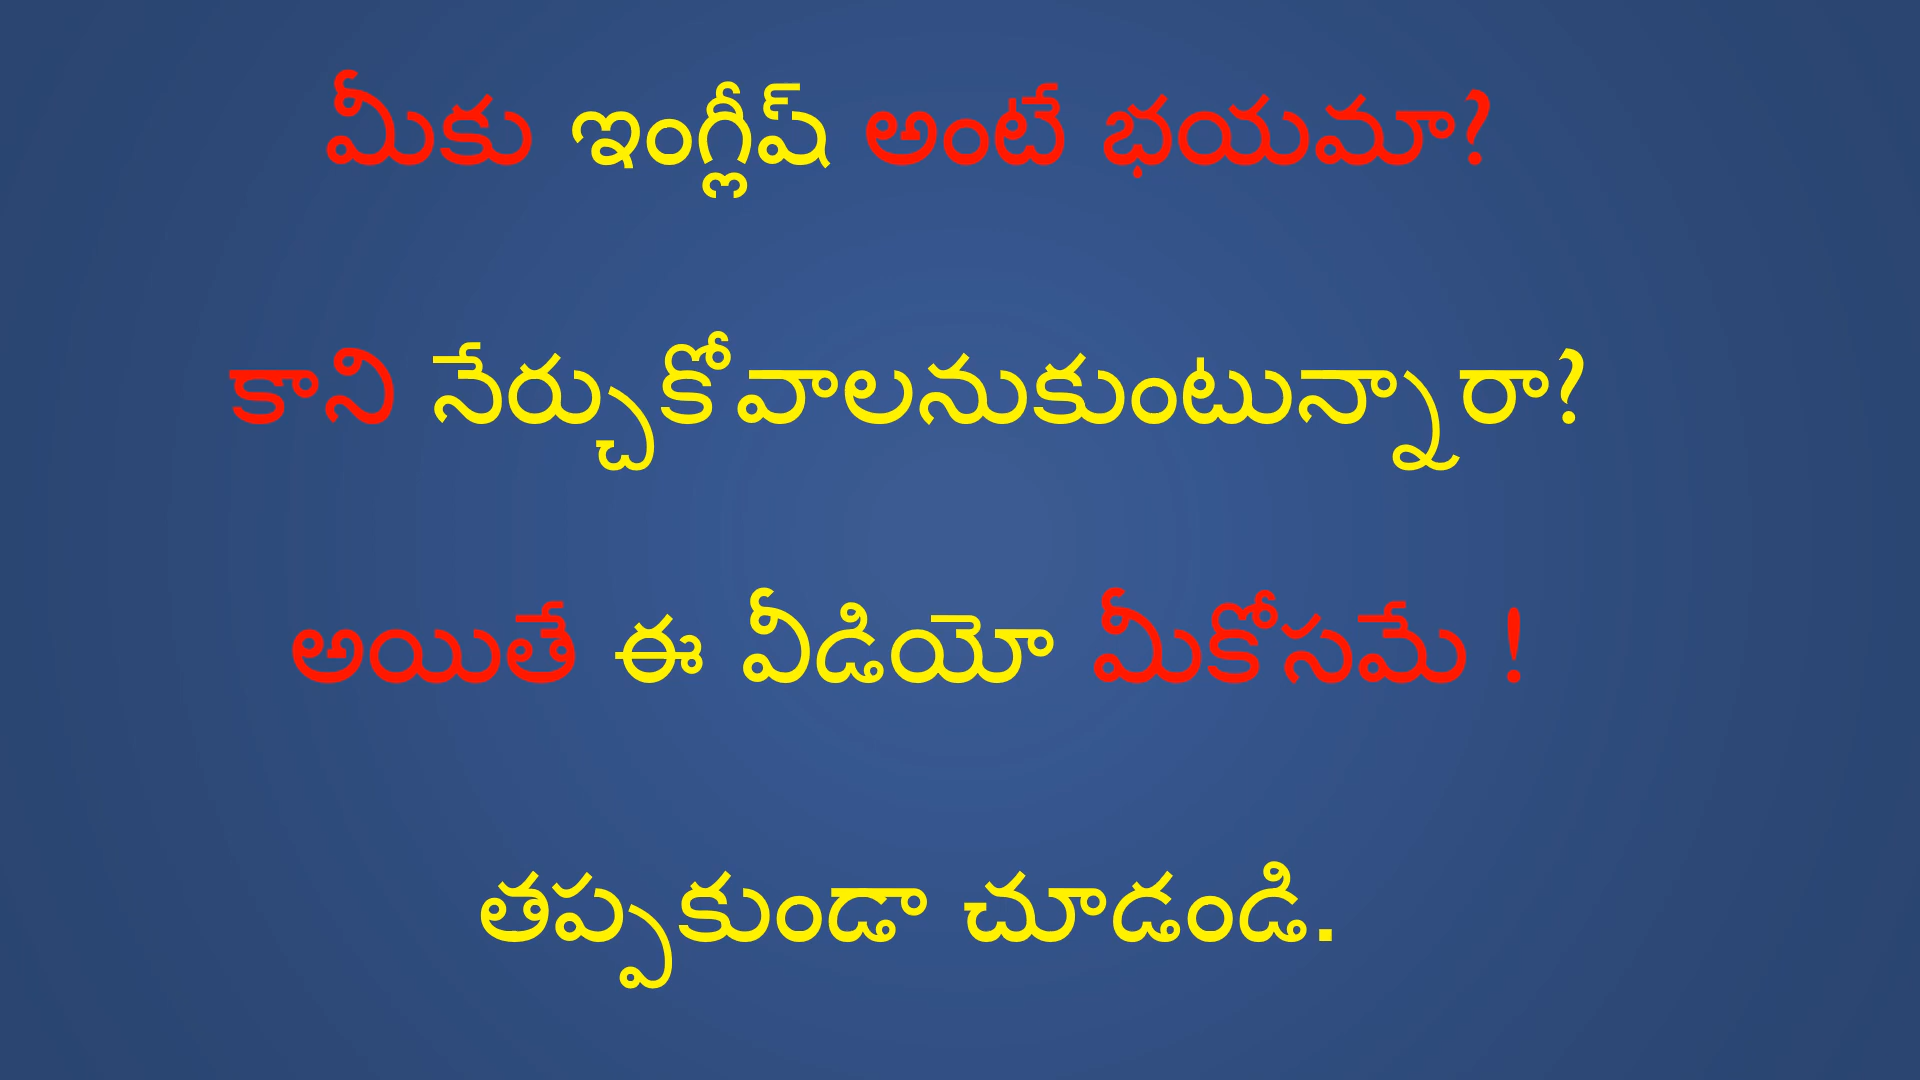 మీకు ఇంగ్లీష్ అంటే భయమా?
కాని నేర్చుకోవాలనుకుంటున్నారా?
అయితే ఈ వీడియో మీకోసమే !
తప్పకుండా చూడండి.